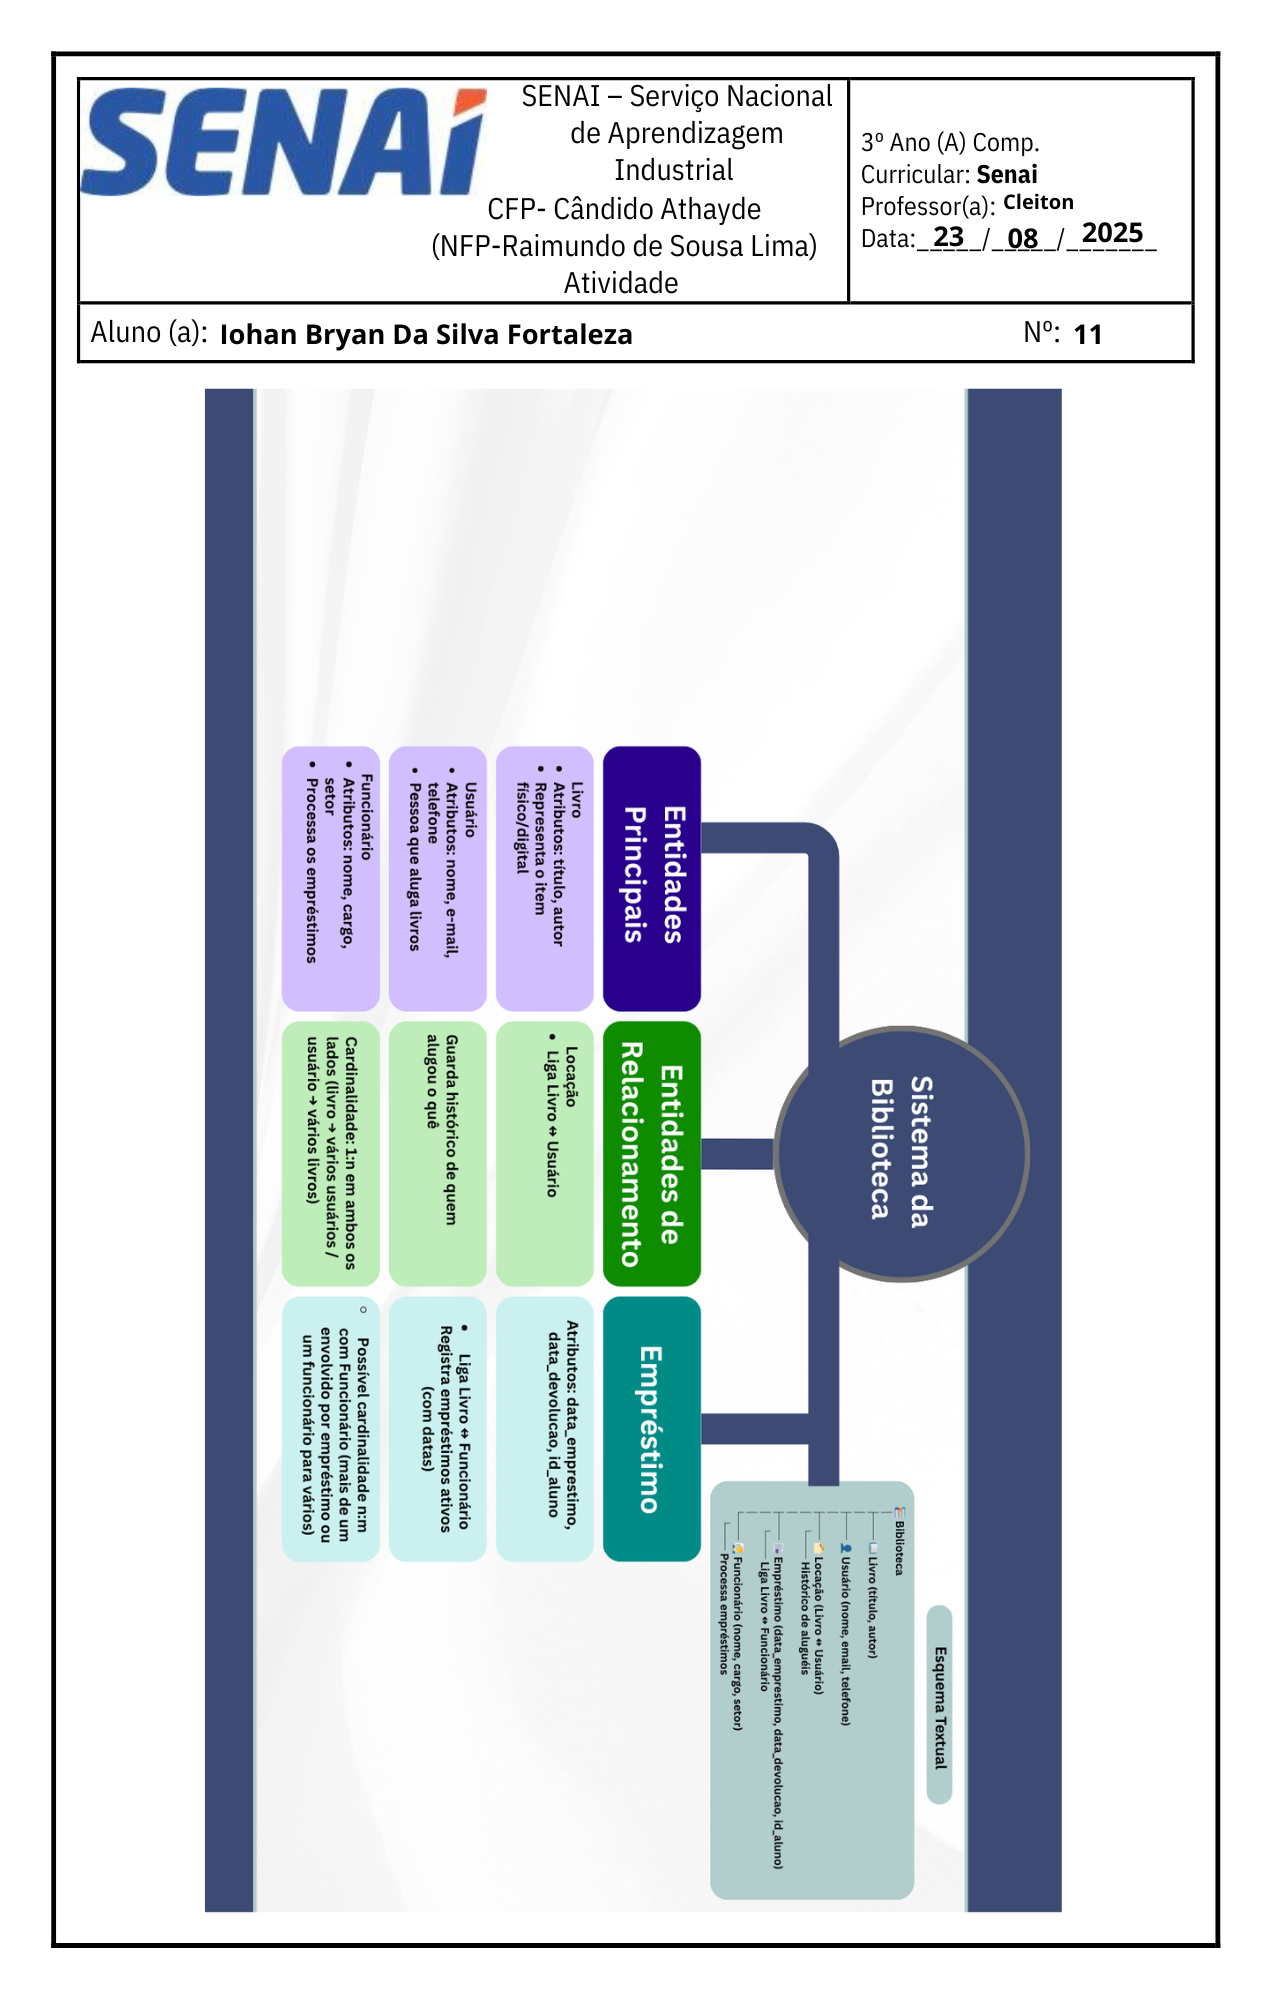 SENAI
SENAI – Serviço Nacional
de Aprendizagem
Industrial
CFP- Cândido Athayde
(NFP-Raimundo de Sousa Lima)
Atividade
3º Ano (A) Comp.
Curricular: Senai
Professor(a): Cleiton
Data:_ 23 _/_ 08 _/_ 2025 _
Aluno (a): Iohan Bryan Da Silva Fortaleza
Nº: 11
Sistema da
Biblioteca
Entidades
Principais
Livro
• Atributos: título, autor
• Representa o item
físico/digital
Usuário
• Atributos: nome, e-mail,
telefone
• Pessoa que aluga livros
Funcionário
• Atributos: nome, cargo,
setor
• Processa os empréstimos
Entidades de
Relacionamento
Locação
• Liga Livro ↔ Usuário
Guarda histórico de quem
alugou o quê
Cardinalidade: 1:n em ambos os
lados (livro → vários usuários /
usuário → vários livros)
Empréstimo
Atributos: data_emprestimo,
data_devolucao, id_aluno
• Liga Livro ↔ Funcionário
Registra empréstimos ativos
(com datas)
○ Possível cardinalidade n:m
com Funcionário (mais de um
envolvido por empréstimo ou
um funcionário para vários)
Esquema Textual
Biblioteca
Livro (título, autor)
Usuário (nome, email, telefone)
Locação (Livro ↔ Usuário)
Histórico de aluguéis
Empréstimo (data_emprestimo, data_devolucao, id_aluno)
Liga Livro ↔ Funcionário
Funcionário (nome, cargo, setor)
Processa empréstimos